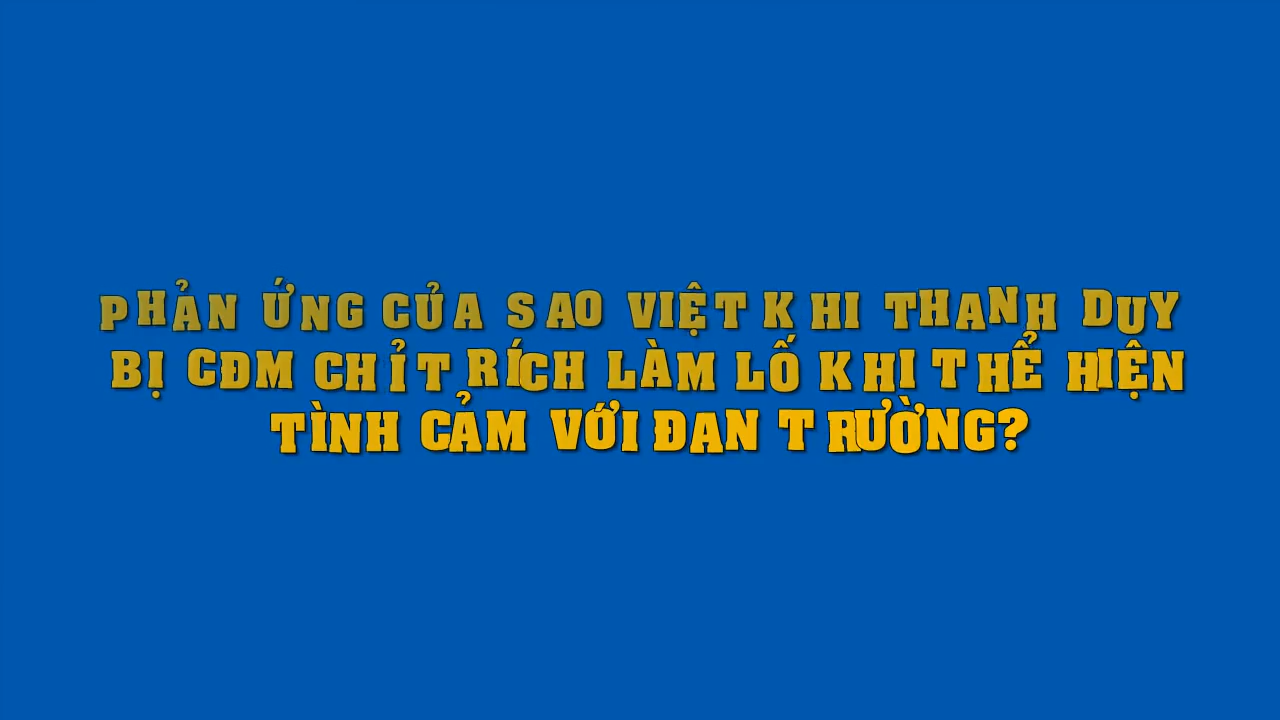 PHẢN ỨNG CỦA SAO VIỆT KHI THANH DUY
BỊ CĐM CHỈ TRÍCH LÀM LỐ KHI THỂ HIỆN
TÌNH CẢM VỚI ĐAN TRƯỜNG?